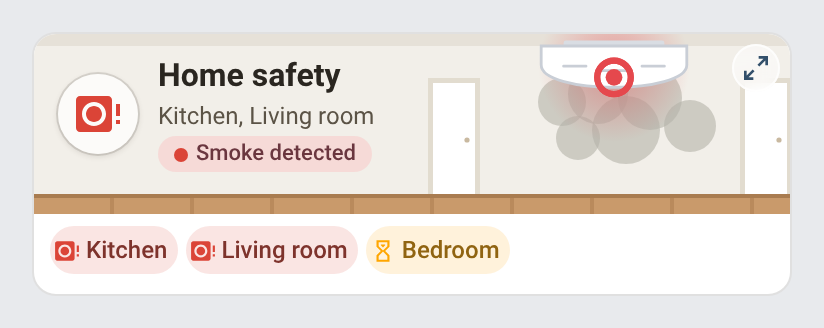 Home safety
Kitchen, Living room
Smoke detected
Kitchen
Living room
Bedroom